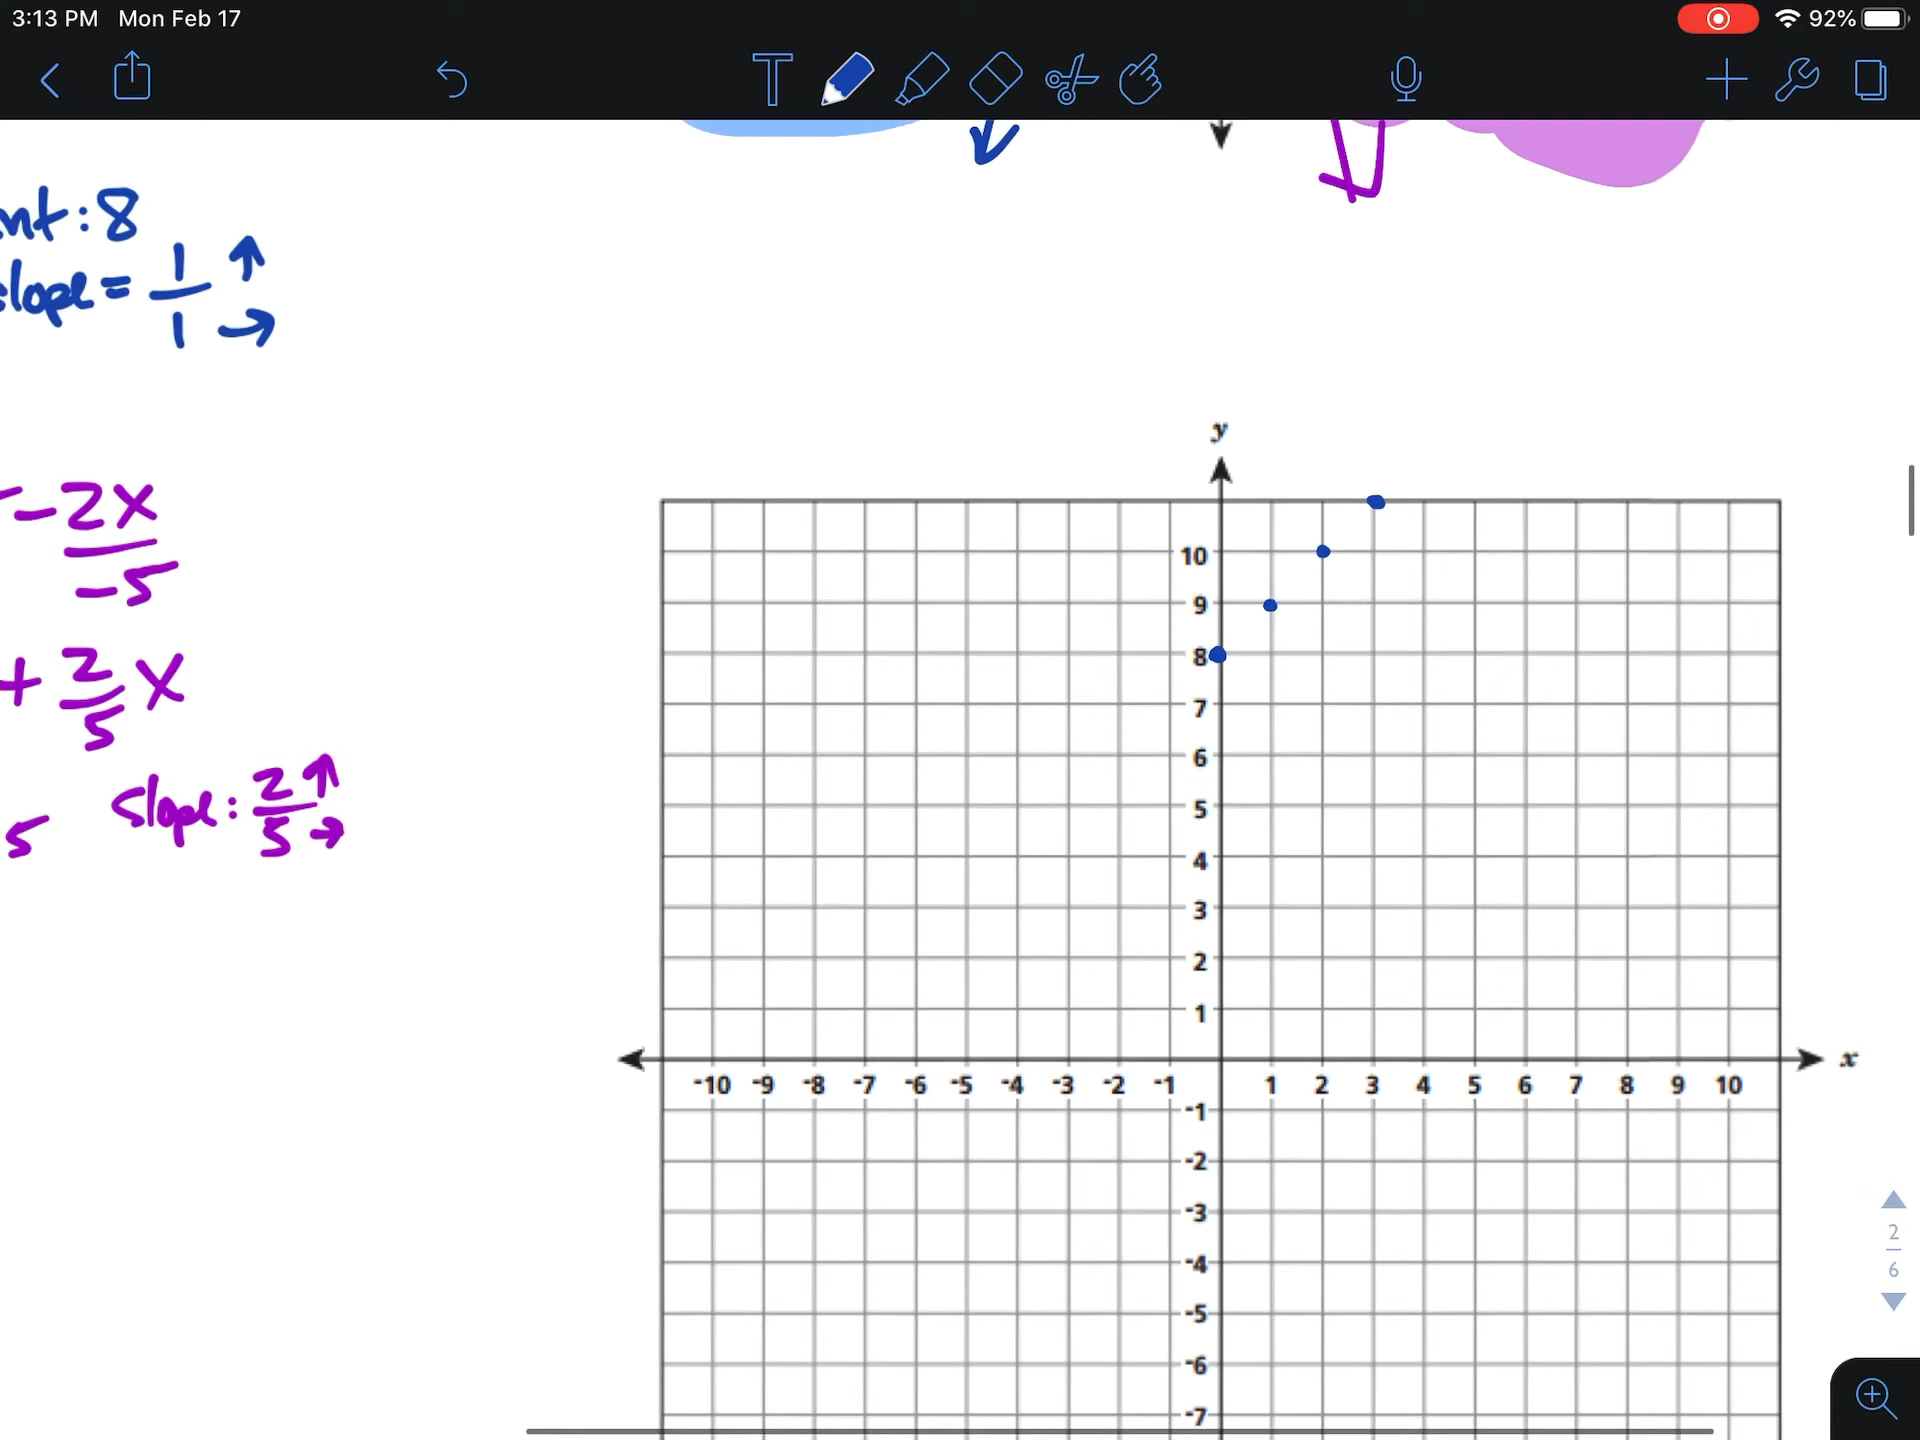 3:13 PM Mon Feb 17
92%
T
nt: 8
slope = 1/1 ↑ →
- 2x
-5
+ 2/5 x
5 Slope: 2/5 ↑ →
y
10
9
8
7
6
5
4
3
2
1
x
-10 -9 -8 -7 -6 -5 -4 -3 -2 -1 1 2 3 4 5 6 7 8 9 10
-1
-2
-3
-4
-5
-6
-7
2
6